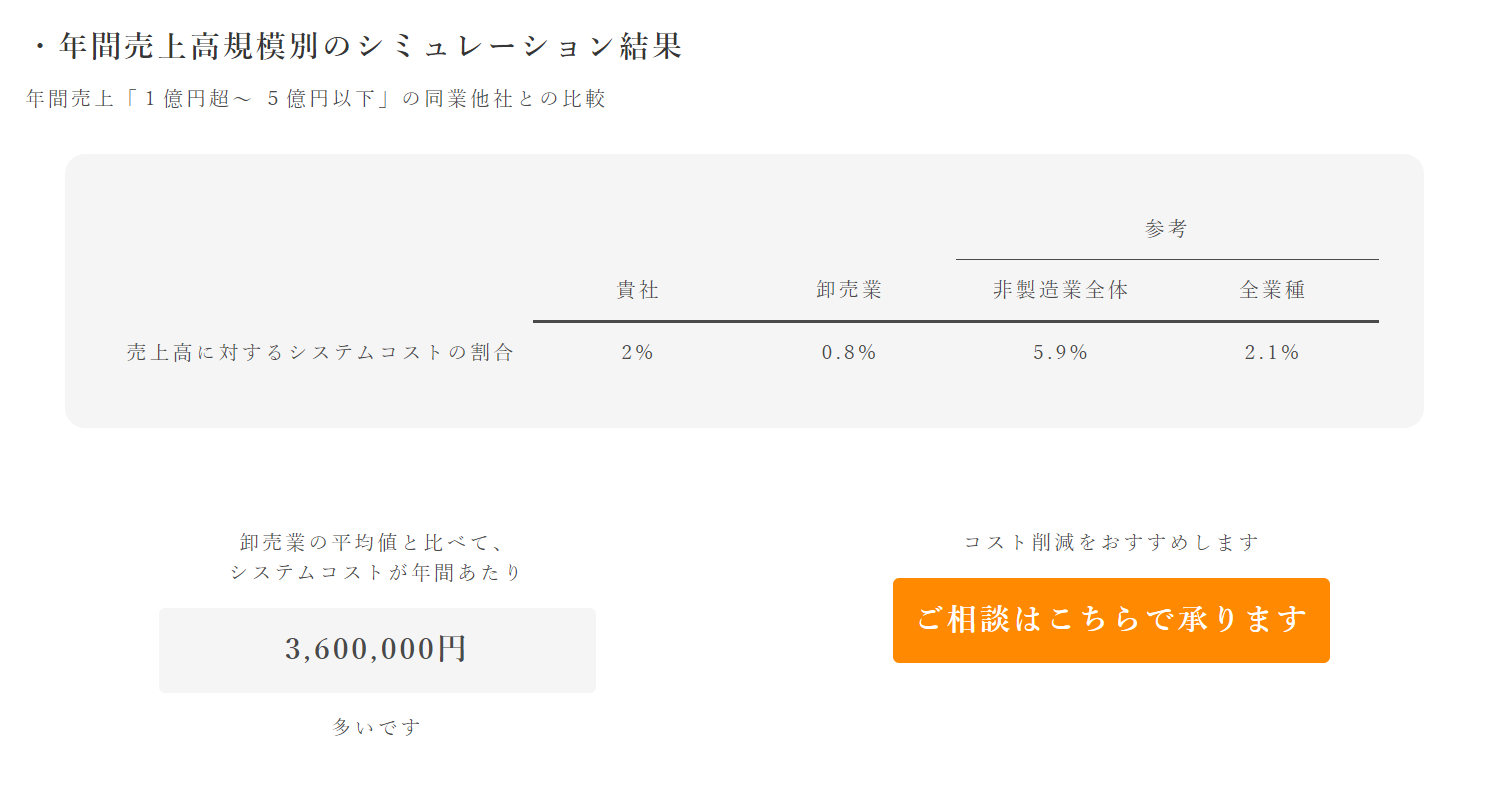 ・年間売上高規模別のシミュレーション結果
年間売上「１億円超～ ５億円以下」の同業他社との比較
参考
貴社 卸売業 非製造業全体 全業種
売上高に対するシステムコストの割合 2% 0.8% 5.9% 2.1%
卸売業の平均値と比べて、
システムコストが年間あたり
3,600,000円
多いです
コスト削減をおすすめします
ご相談はこちらで承ります